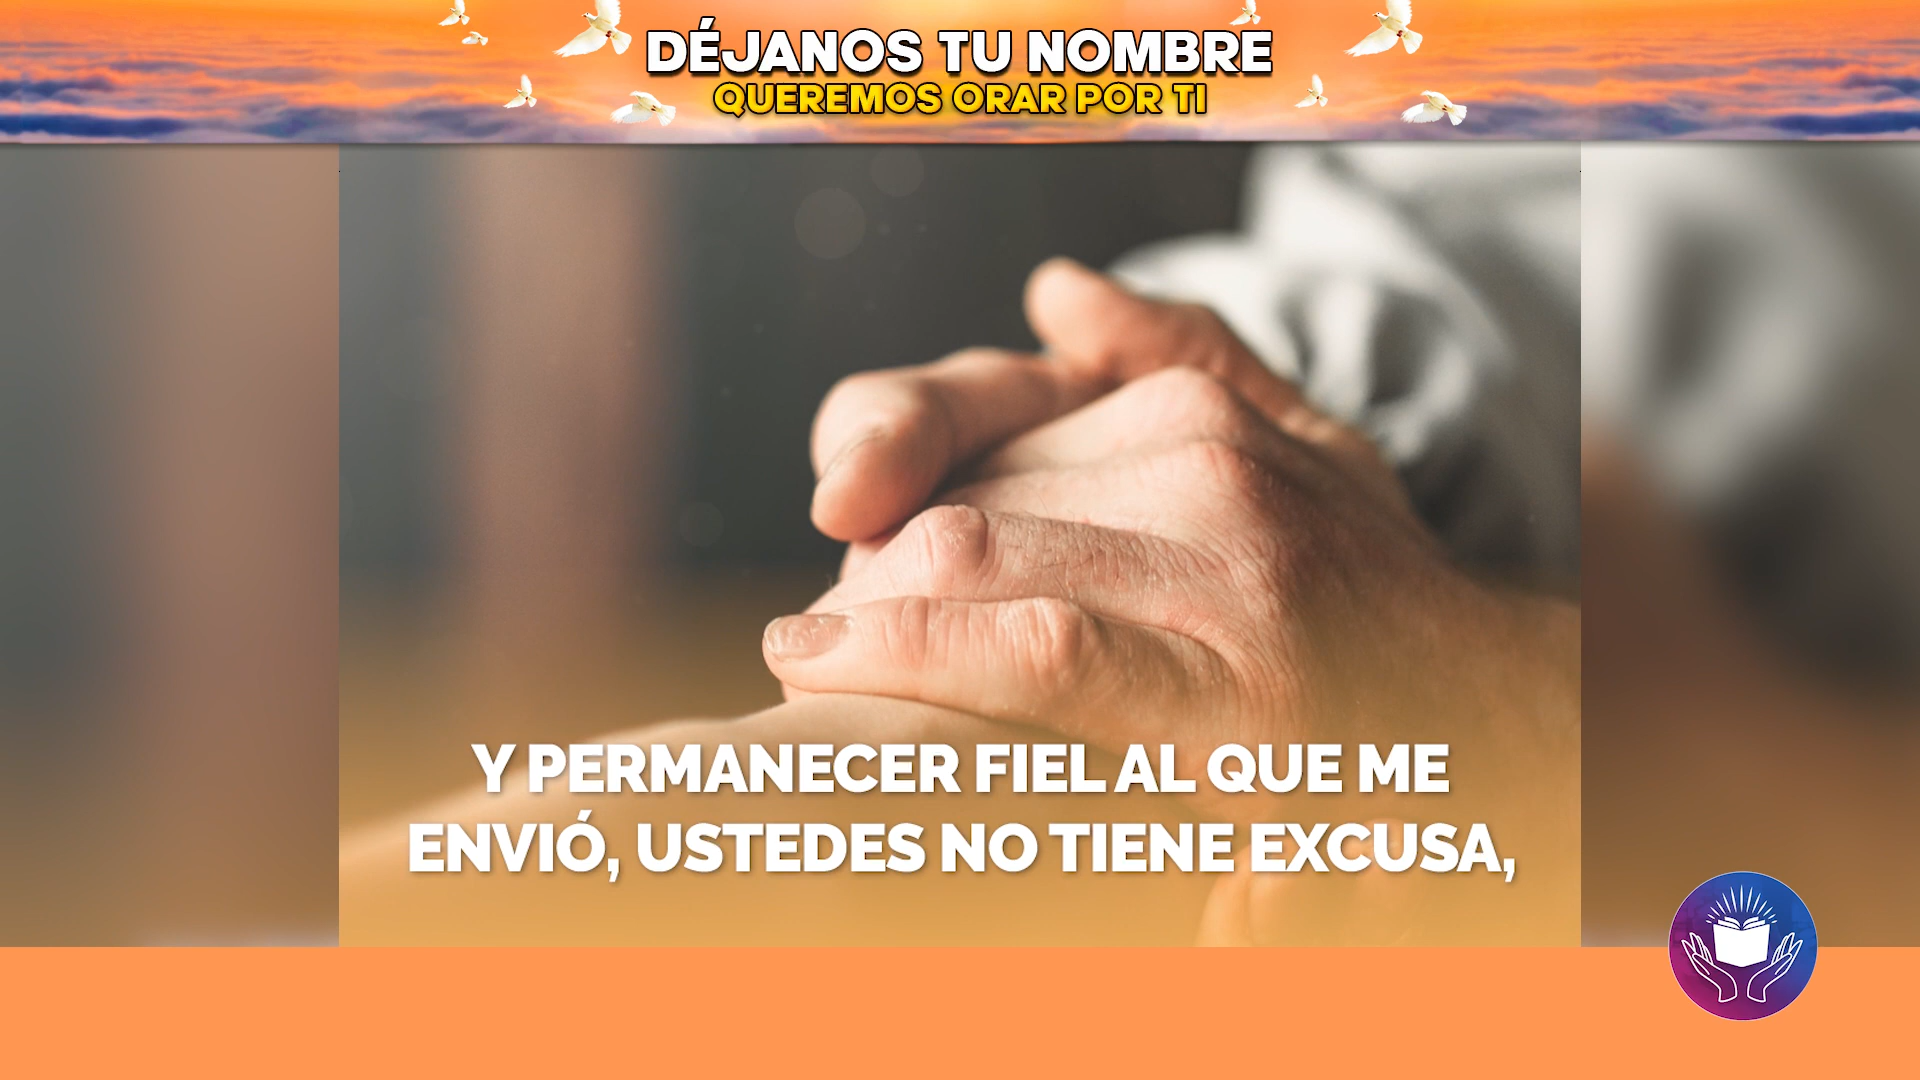 DÉJANOS TU NOMBRE
QUEREMOS ORAR POR TI
Y PERMANECER FIEL AL QUE ME
ENVIÓ, USTEDES NO TIENE EXCUSA,